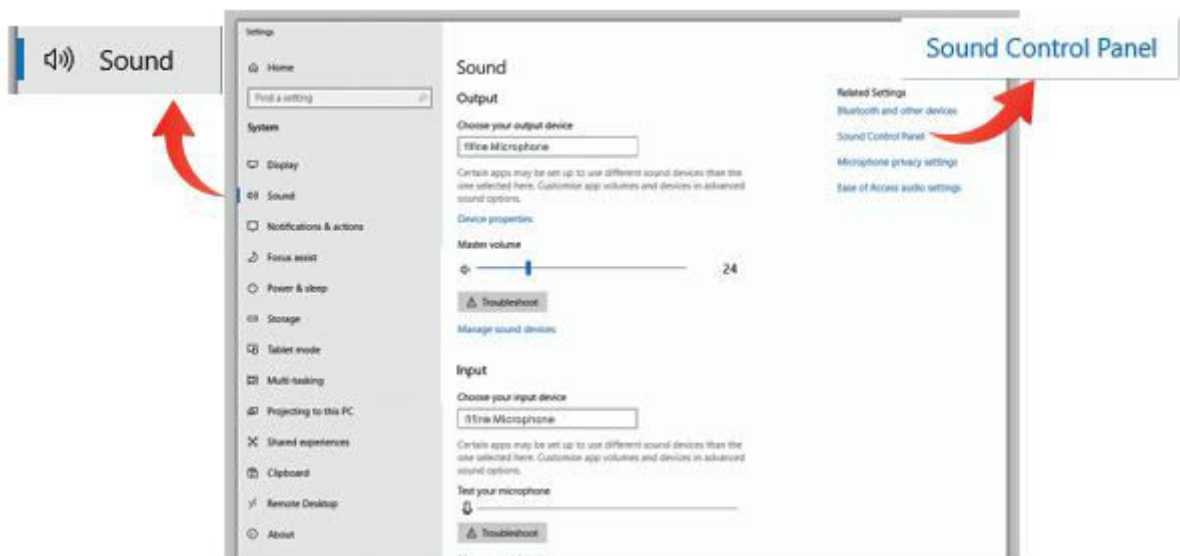 Sound
Sound Control Panel
Settings
Home
Find a setting
System
Display
Sound
Notifications & actions
Focus assist
Power & sleep
Storage
Tablet mode
Multi-tasking
Projecting to this PC
Shared experiences
Clipboard
Remote Desktop
About
Sound
Output
Choose your output device
fifine Microphone
Certain apps may be set up to use different sound devices than the
one selected here. Customise app volumes and devices in advanced
sound options.
Device properties
Master volume
24
Troubleshoot
Manage sound devices
Input
Choose your input device
fifine Microphone
Certain apps may be set up to use different sound devices than the
one selected here. Customise app volumes and devices in advanced
sound options.
Test your microphone
Troubleshoot
Related Settings
Bluetooth and other devices
Sound Control Panel
Microphone privacy settings
Ease of Access audio settings